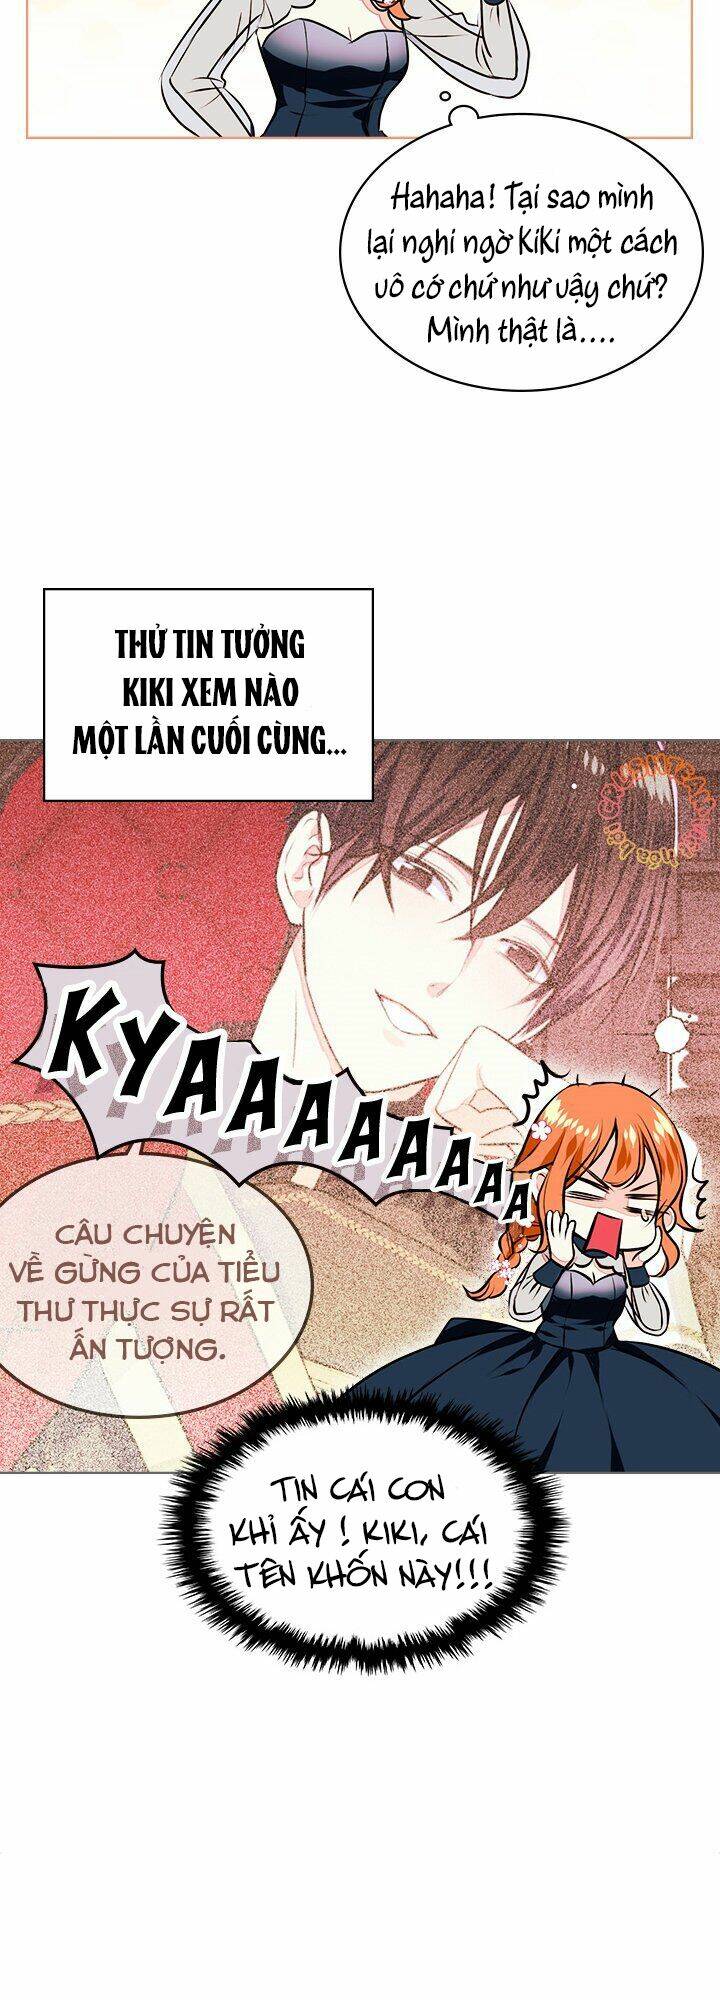 Hahaha! Tại sao mình
lại nghi ngờ KiKi một cách
vô cớ chứ như vậy chứ?
Mình thật là....
THỬ TIN TƯỞNG
KIKI XEM NÀO
MỘT LẦN CUỐI CÙNG...
KYAAAAAAAAA
CÂU CHUYỆN
VỀ GỪNG CỦA TIỂU
THƯ THỰC SỰ RẤT
ẤN TƯỢNG.
TIN CÁI CON
KHỈ ẤY! KIKI, CÁI
TÊN KHỐN NÀY!!!